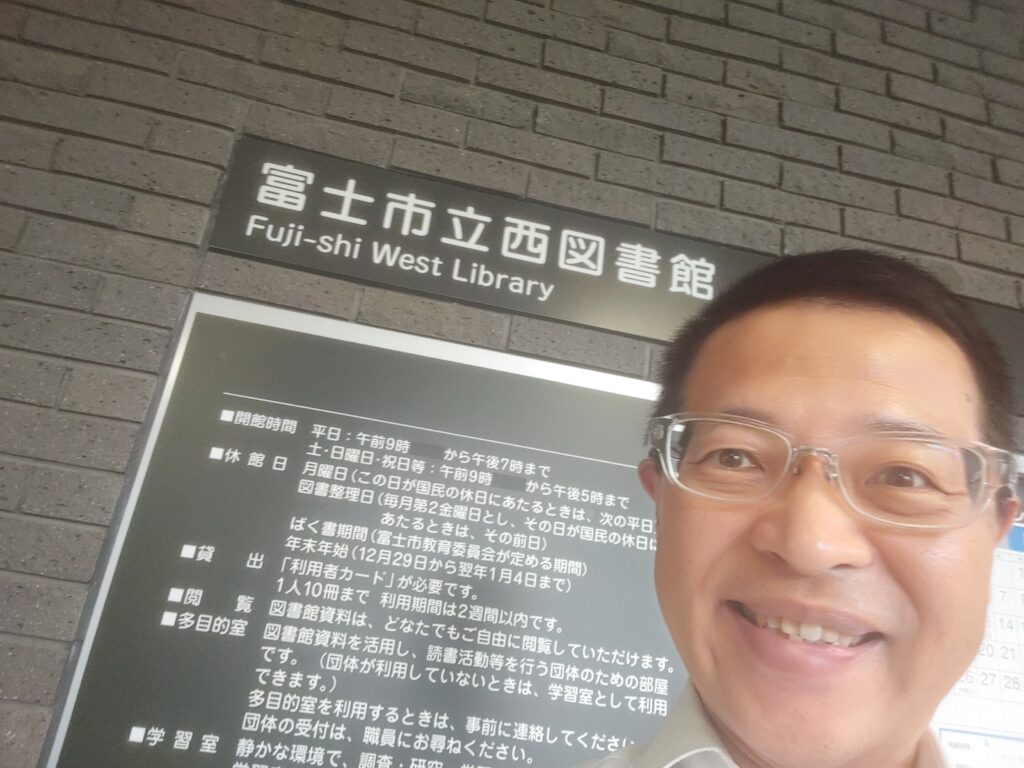 富士市立西図書館
Fuji-shi West Library
■開館時間 平日:午前9時 から午後7時まで
土・日曜日・祝日等:午前9時 から午後5時まで
■休館日 月曜日(この日が国民の休日にあたるときは、次の平日
図書整理日(毎月第2金曜日とし、その日が国民の休日に
あたるときは、その前日)
ばく書期間(富士市教育委員会が定める期間)
年末年始(12月29日から翌年1月4日まで)
■貸出 「利用者カード」が必要です。
1人10冊まで 利用期間は2週間以内です。
■閲覧 図書館資料は、どなたでもご自由に閲覧していただけます。
■多目的室 図書館資料を活用し、読書活動等を行う団体のための部屋
です。(団体が利用していないときは、学習室として利用
できます。)
多目的室を利用するときは、事前に連絡してください
団体の受付は、職員にお尋ねください。
■学習室 静かな環境で、調査・研究
7
14
20 21
26 27 28